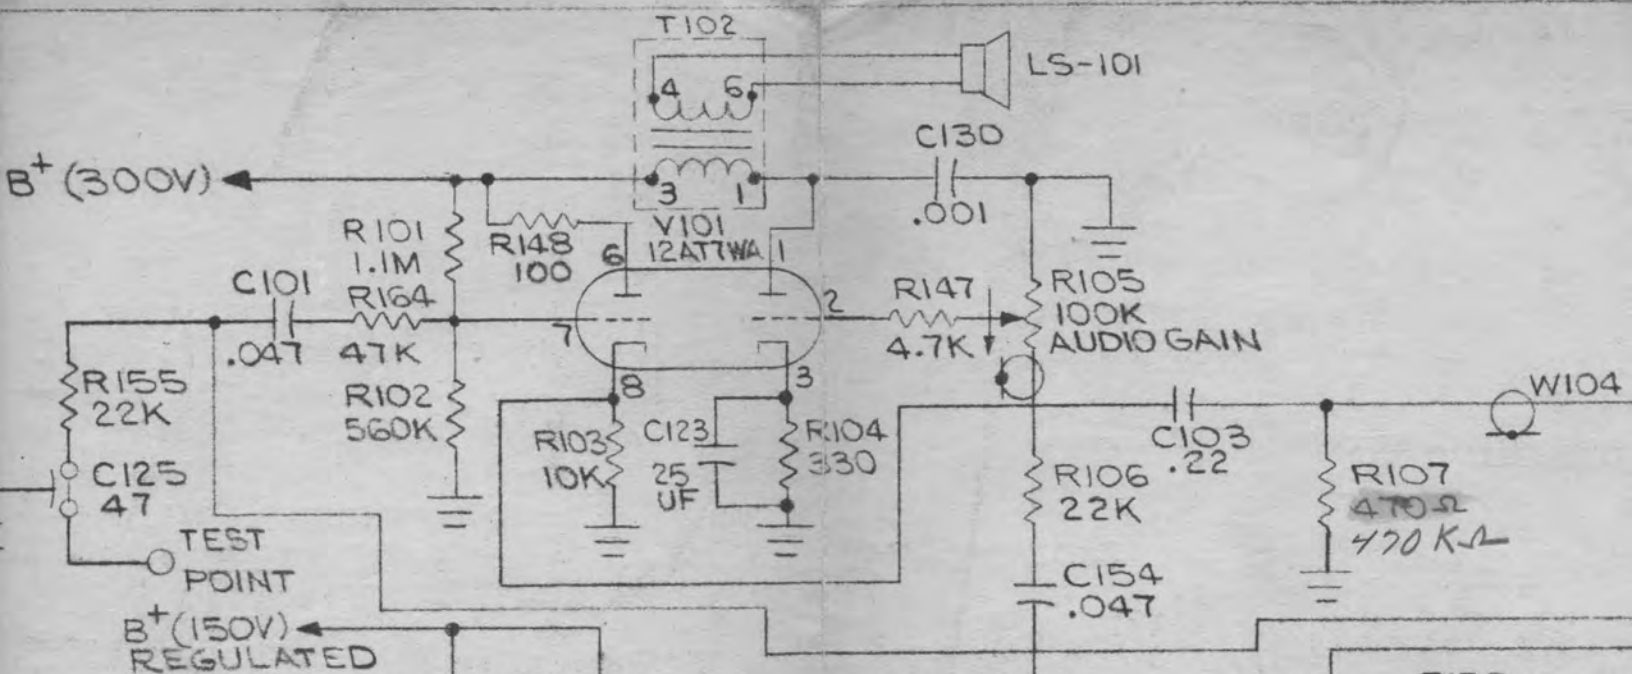 T102
4 6
LS-101
C130
.001
B+ (300V)
3 1
V101
12AT7WA
R101
1.1M
R148
100
6
1
C101
.047
R164
47K
7
2
R147
4.7K
R105
100K
AUDIO GAIN
8
3
R155
22K
R102
560K
R103
10K
C123
25
UF
R104
330
C103
.22
W104
C125
47
R106
22K
R107
470Ω
470 KΩ
TEST
POINT
C154
.047
B+ (150V)
REGULATED